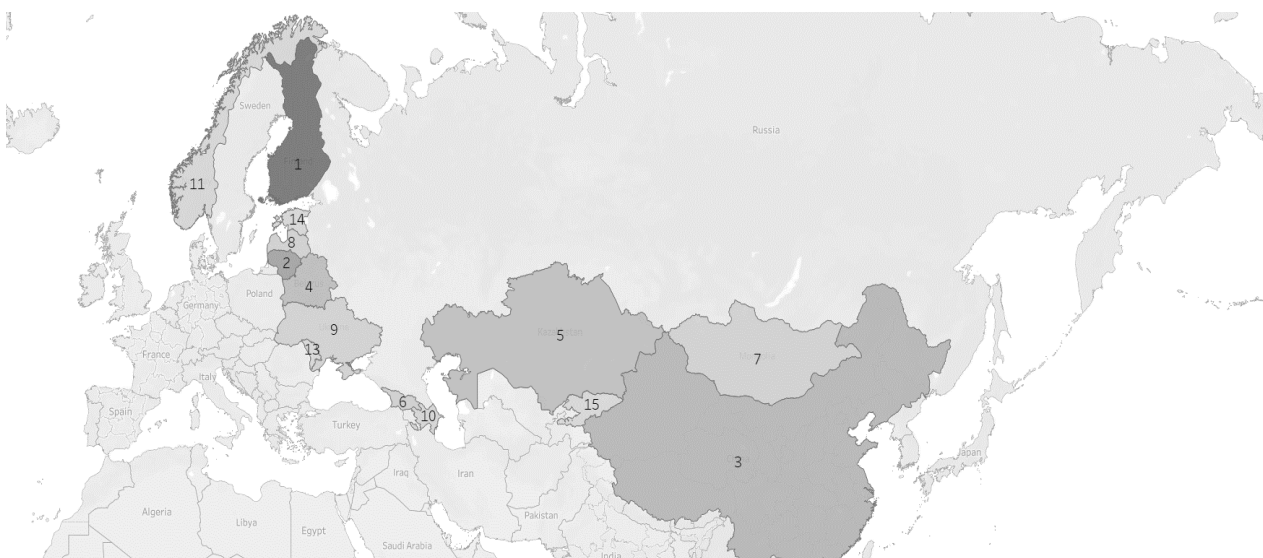 Sweden
Russia
1
11
14
8
2
4
Poland
Germany
9
Kazakhstan
5
13
France
7
Italy
6
10
15
Spain
Turkey
3
Japan
Iraq
Iran
Algeria
Libya
Egypt
Pakistan
Saudi Arabia
India